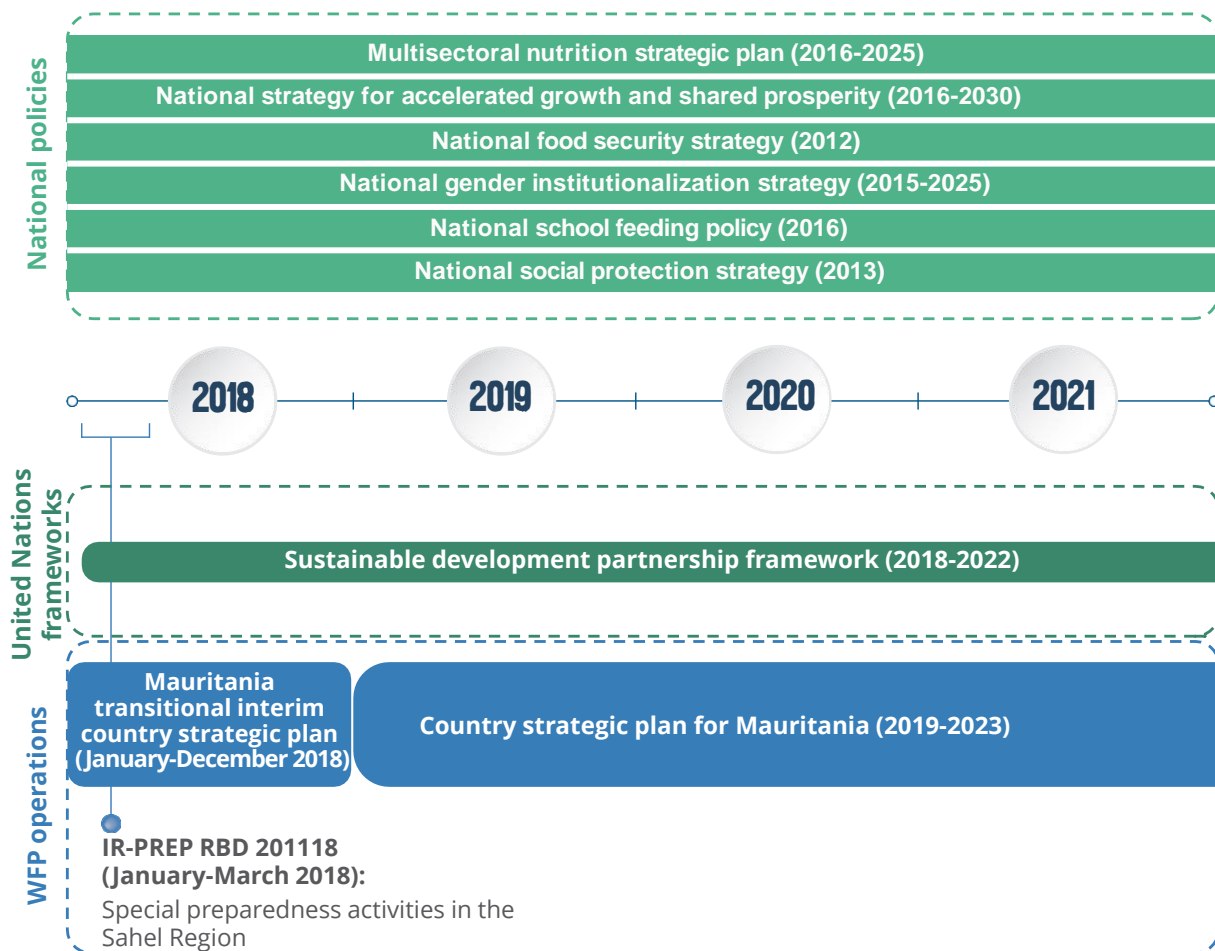 National policies
Multisectoral nutrition strategic plan (2016-2025)
National strategy for accelerated growth and shared prosperity (2016-2030)
National food security strategy (2012)
National gender institutionalization strategy (2015-2025)
National school feeding policy (2016)
National social protection strategy (2013)
2018
2019
2020
2021
United Nations
frameworks
Sustainable development partnership framework (2018-2022)
WFP operations
Mauritania
transitional interim
country strategic plan
(January-December 2018)
Country strategic plan for Mauritania (2019-2023)
IR-PREP RBD 201118
(January-March 2018):
Special preparedness activities in the
Sahel Region